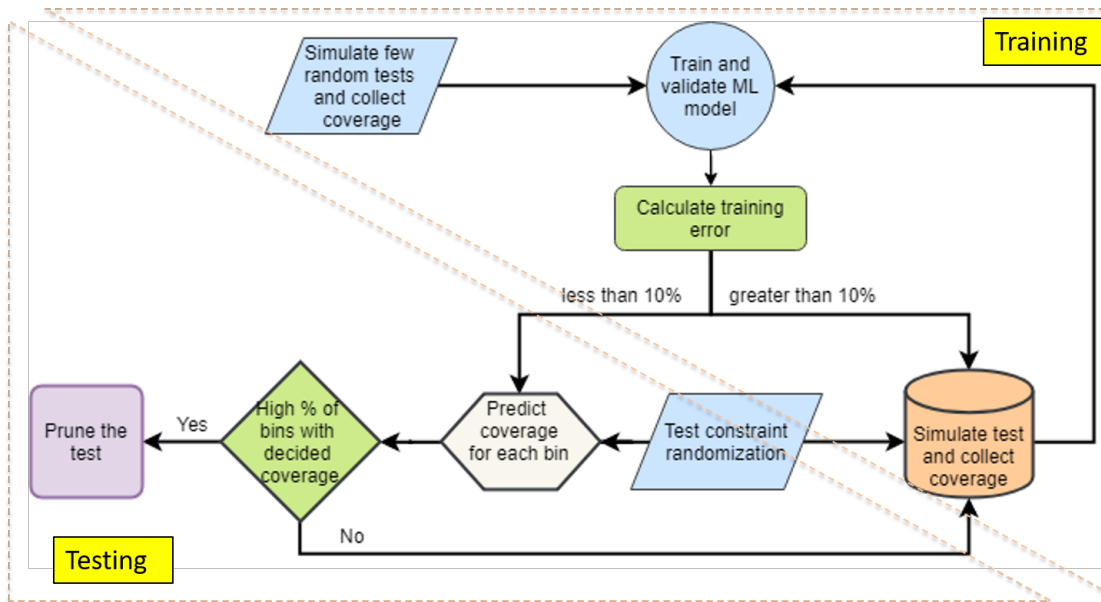 Training
Simulate few
random tests
and collect
coverage
Train and
validate ML
model
Calculate training
error
less than 10%
greater than 10%
Prune the
test
Yes
High % of
bins with
decided
coverage
Predict
coverage
for each bin
Test constraint
randomization
Simulate test
and collect
coverage
No
Testing